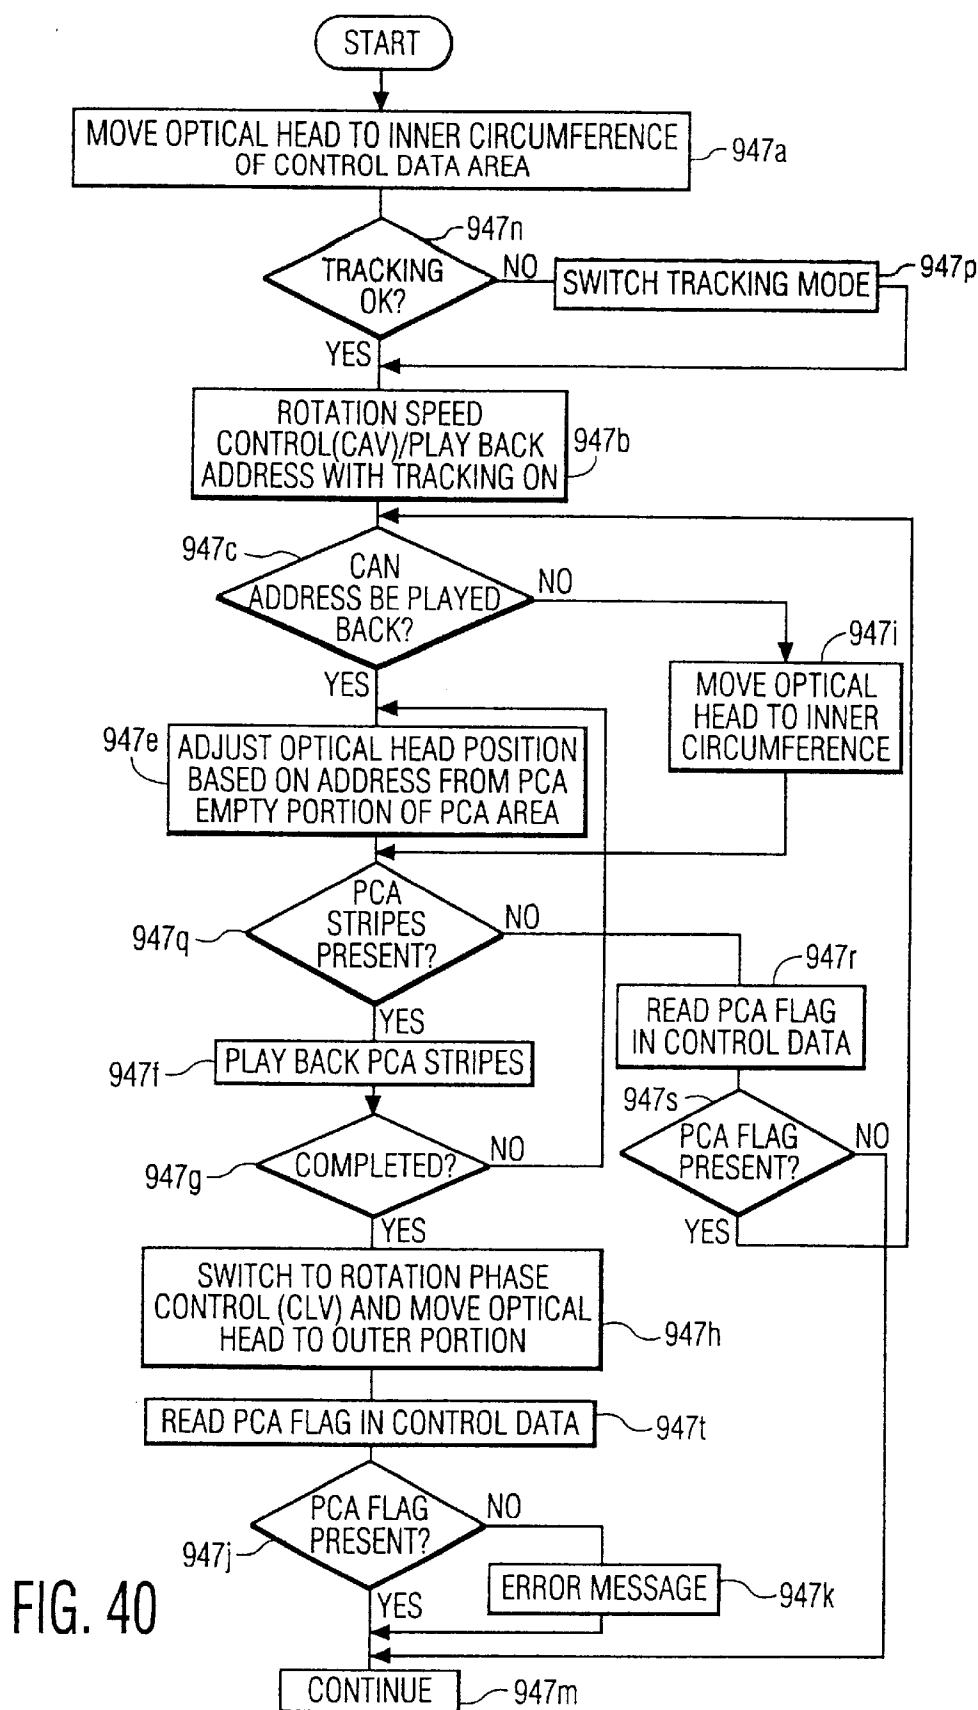 START
MOVE OPTICAL HEAD TO INNER CIRCUMFERENCE
OF CONTROL DATA AREA
947a
947n
TRACKING
OK?
NO
SWITCH TRACKING MODE
947p
YES
ROTATION SPEED
CONTROL(CAV)/PLAY BACK
ADDRESS WITH TRACKING ON
947b
947c
CAN
ADDRESS BE PLAYED
BACK?
NO
YES
947i
MOVE OPTICAL
HEAD TO INNER
CIRCUMFERENCE
947e
ADJUST OPTICAL HEAD POSITION
BASED ON ADDRESS FROM PCA
EMPTY PORTION OF PCA AREA
PCA
STRIPES
PRESENT?
947q
NO
YES
947r
READ PCA FLAG
IN CONTROL DATA
947f
PLAY BACK PCA STRIPES
947s
PCA FLAG
PRESENT?
NO
YES
947g
COMPLETED?
NO
YES
SWITCH TO ROTATION PHASE
CONTROL (CLV) AND MOVE OPTICAL
HEAD TO OUTER PORTION
947h
READ PCA FLAG IN CONTROL DATA
947t
PCA FLAG
PRESENT?
947j
NO
YES
ERROR MESSAGE
947k
FIG. 40
CONTINUE
947m